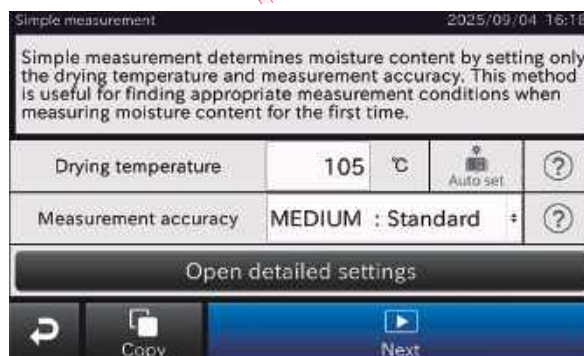 Simple measurement 2025/09/04 16:18
Simple measurement determines moisture content by setting only
the drying temperature and measurement accuracy. This method
is useful for finding appropriate measurement conditions when
measuring moisture content for the first time.
Drying temperature 105 ℃ Auto set ?
Measurement accuracy MEDIUM : Standard ?
Open detailed settings
Copy Next